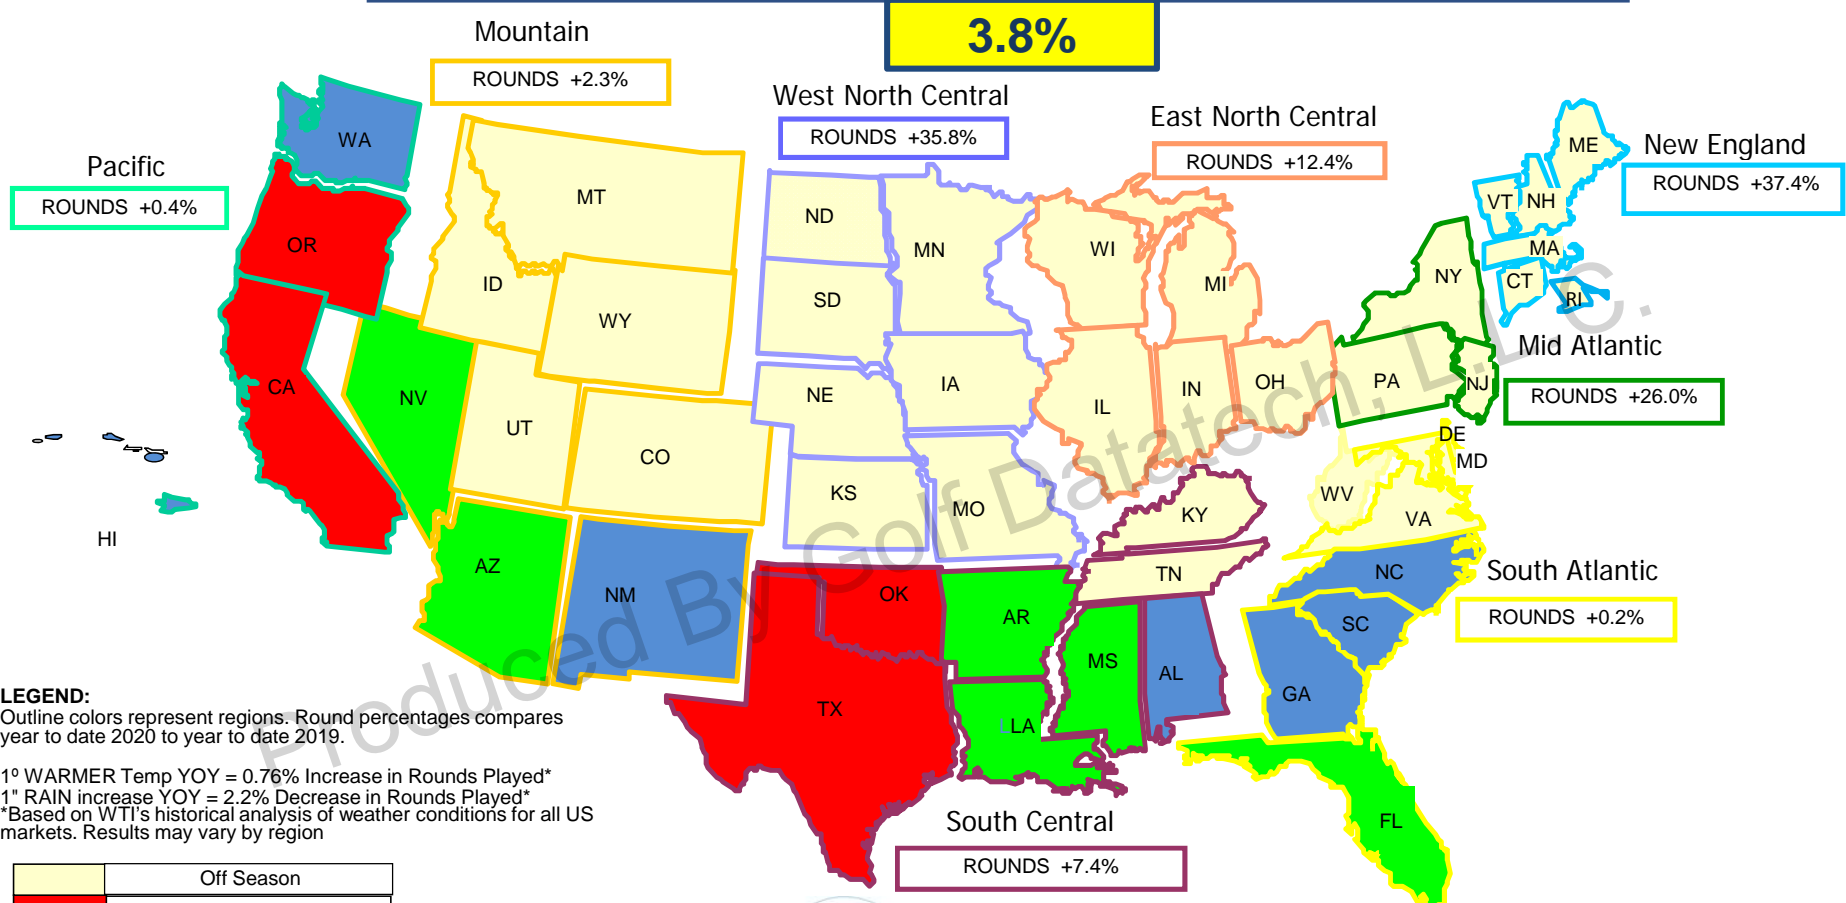 3.8%
Mountain
ROUNDS +2.3%
West North Central
ROUNDS +35.8%
East North Central
ROUNDS +12.4%
New England
ROUNDS +37.4%
Pacific
ROUNDS +0.4%
Mid Atlantic
ROUNDS +26.0%
South Atlantic
ROUNDS +0.2%
South Central
ROUNDS +7.4%
WA
OR
CA
HI
MT
ID
WY
NV
UT
CO
AZ
NM
ND
SD
MN
NE
IA
KS
MO
WI
MI
IL
IN
OH
ME
VT
NH
MA
CT
RI
NY
PA
NJ
DE
MD
WV
VA
NC
SC
GA
FL
KY
TN
OK
AR
TX
LLA
MS
AL
Produced By Golf Datatech, L.L.C.
LEGEND:
Outline colors represent regions. Round percentages compares
year to date 2020 to year to date 2019.
1º WARMER Temp YOY = 0.76% Increase in Rounds Played*
1" RAIN increase YOY = 2.2% Decrease in Rounds Played*
*Based on WTI's historical analysis of weather conditions for all US
markets. Results may vary by region
Off Season